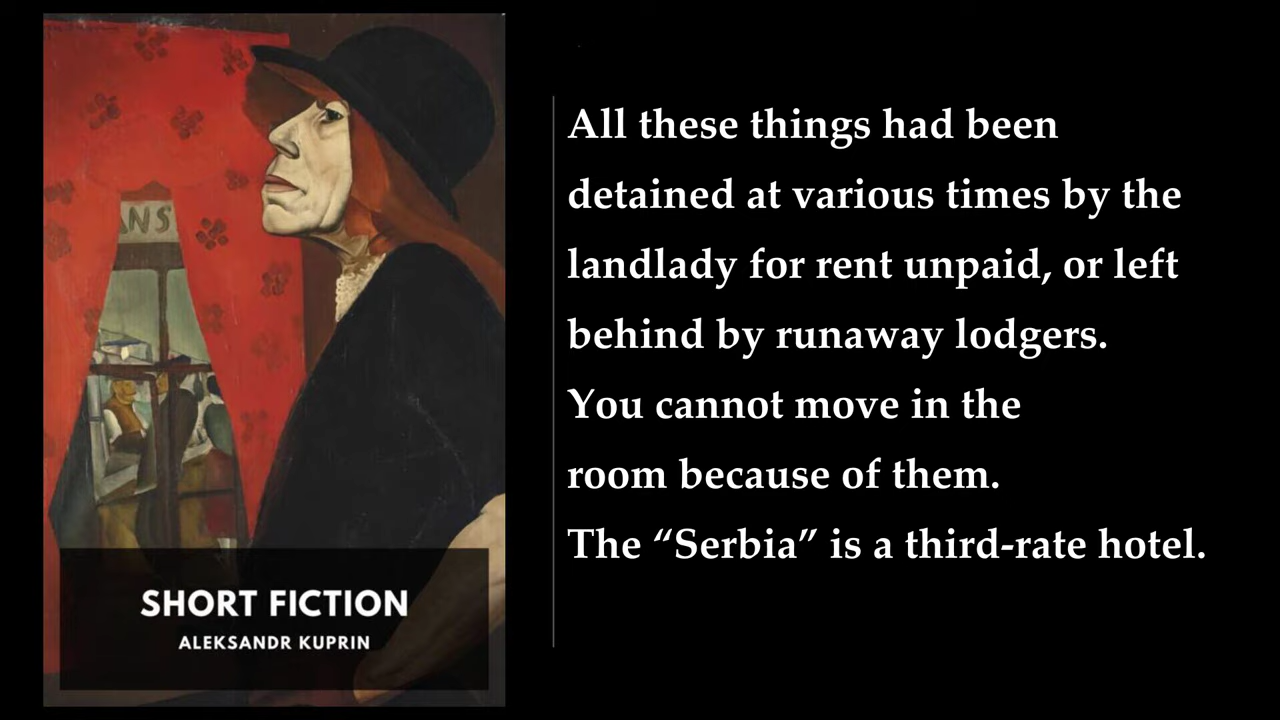 ANS
SHORT FICTION
ALEKSANDR KUPRIN
All these things had been
detained at various times by the
landlady for rent unpaid, or left
behind by runaway lodgers.
You cannot move in the
room because of them.
The “Serbia” is a third-rate hotel.